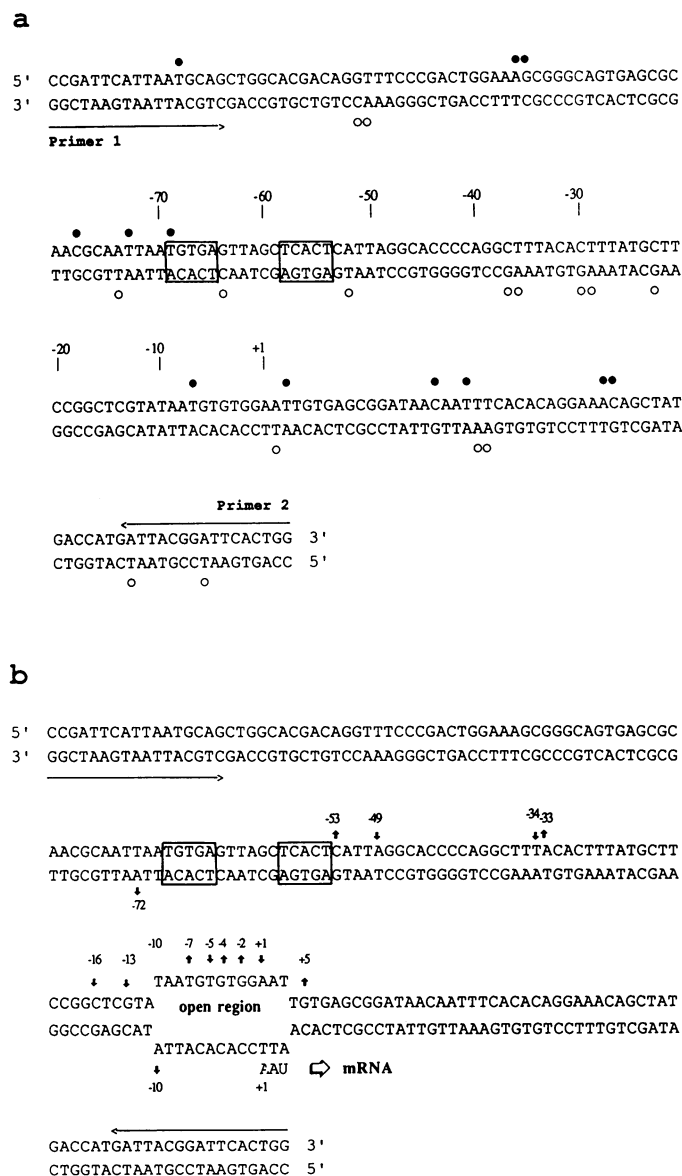 a
5' CCGATTCATTAATGCAGCTGGCACGACAGGTTTCCCGACTGGAAAGCGGGCAGTGAGCGC
3' GGCTAAGTAATTACGTCGACCGTGCTGTCCAAAGGGCTGACCTTTCGCCCGTCACTCGCG
Primer 1
-70 -60 -50 -40 -30
AACGCAATTAATGTGAGTTAGCTCACTCATTAGGCACCCCAGGCTTTACACTTTATGCTT
TTGCGTTAATTACACTCAATCGAGTGAGTAATCCGTGGGGTCCGAAATGTGAAATACGAA
-20 -10 +1
CCGGCTCGTATAATGTGTGGAATTGTGAGCGGATAACAATTTCACACAGGAAACAGCTAT
GGCCGAGCATATTACACACCTTAACACTCGCCTATTGTTAAAGTGTGTCCTTTGTCGATA
Primer 2
GACCATGATTACGGATTCACTGG 3'
CTGGTACTAATGCCTAAGTGACC 5'
b
5' CCGATTCATTAATGCAGCTGGCACGACAGGTTTCCCGACTGGAAAGCGGGCAGTGAGCGC
3' GGCTAAGTAATTACGTCGACCGTGCTGTCCAAAGGGCTGACCTTTCGCCCGTCACTCGCG
-53 -49 -34 -33
AACGCAATTAATGTGAGTTAGCTCACTCATTAGGCACCCCAGGCTTTACACTTTATGCTT
TTGCGTTAATTACACTCAATCGAGTGAGTAATCCGTGGGGTCCGAAATGTGAAATACGAA
-72
-16 -13 -10 -7 -5 -4 -2 +1 +5
TAATGTGTGGAAT
CCGGCTCGTA open region TGTGAGCGGATAACAATTTCACACAGGAAACAGCTAT
GGCCGAGCAT ACACTCGCCTATTGTTAAAGTGTGTCCTTTGTCGATA
ATTACACACCTTA
AAU mRNA
-10 +1
GACCATGATTACGGATTCACTGG 3'
CTGGTACTAATGCCTAAGTGACC 5'